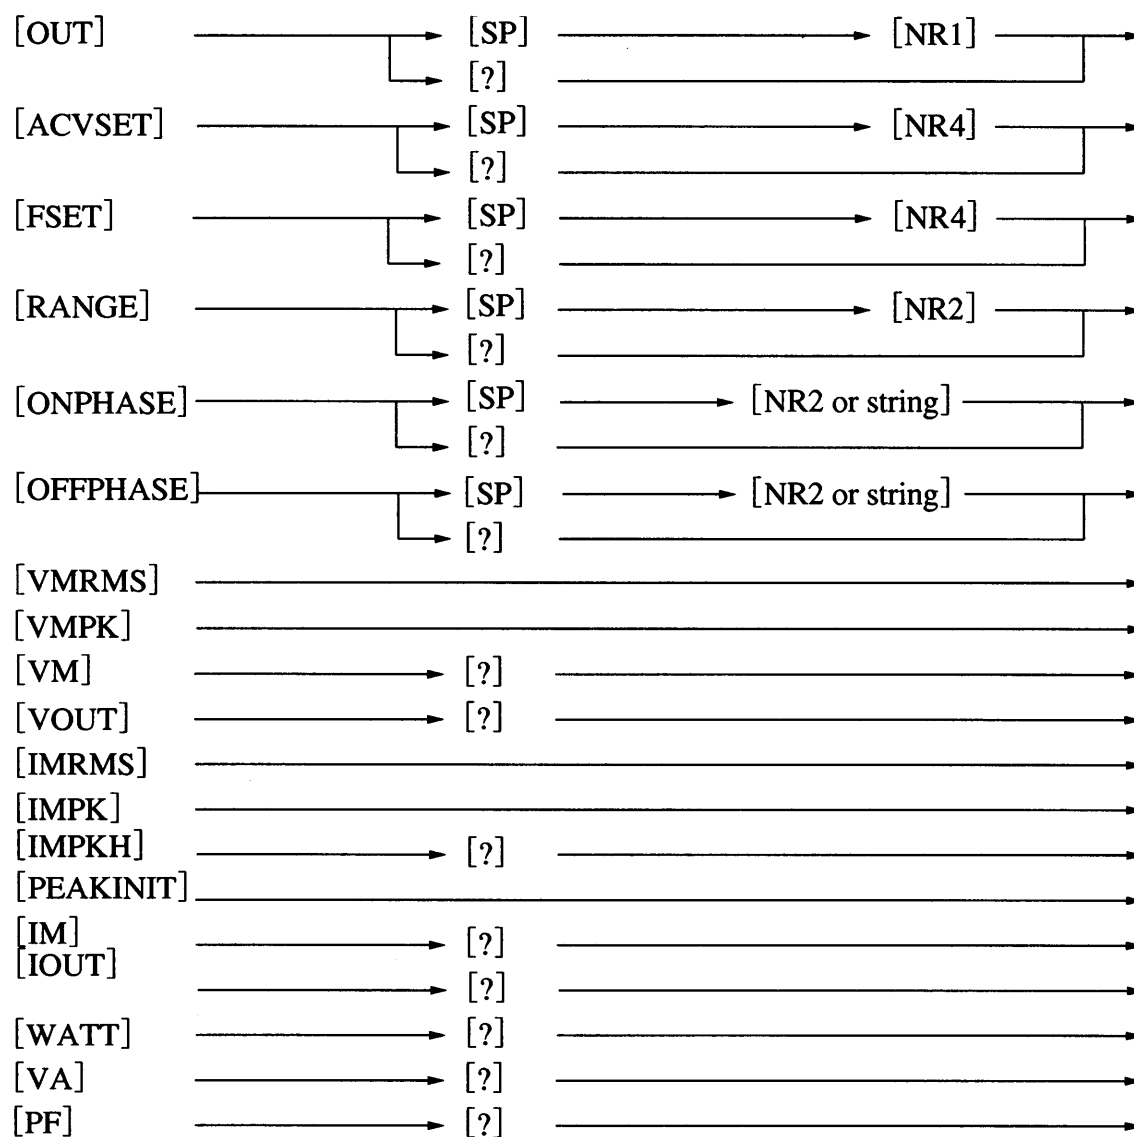 [OUT] [SP] [NR1]
[?]
[ACVSET] [SP] [NR4]
[?]
[FSET] [SP] [NR4]
[?]
[RANGE] [SP] [NR2]
[?]
[ONPHASE] [SP] [NR2 or string]
[?]
[OFFPHASE] [SP] [NR2 or string]
[?]
[VMRMS]
[VMPK]
[VM] [?]
[VOUT] [?]
[IMRMS]
[IMPK]
[IMPKH] [?]
[PEAKINIT]
[IM] [?]
[IOUT] [?]
[WATT] [?]
[VA] [?]
[PF] [?]